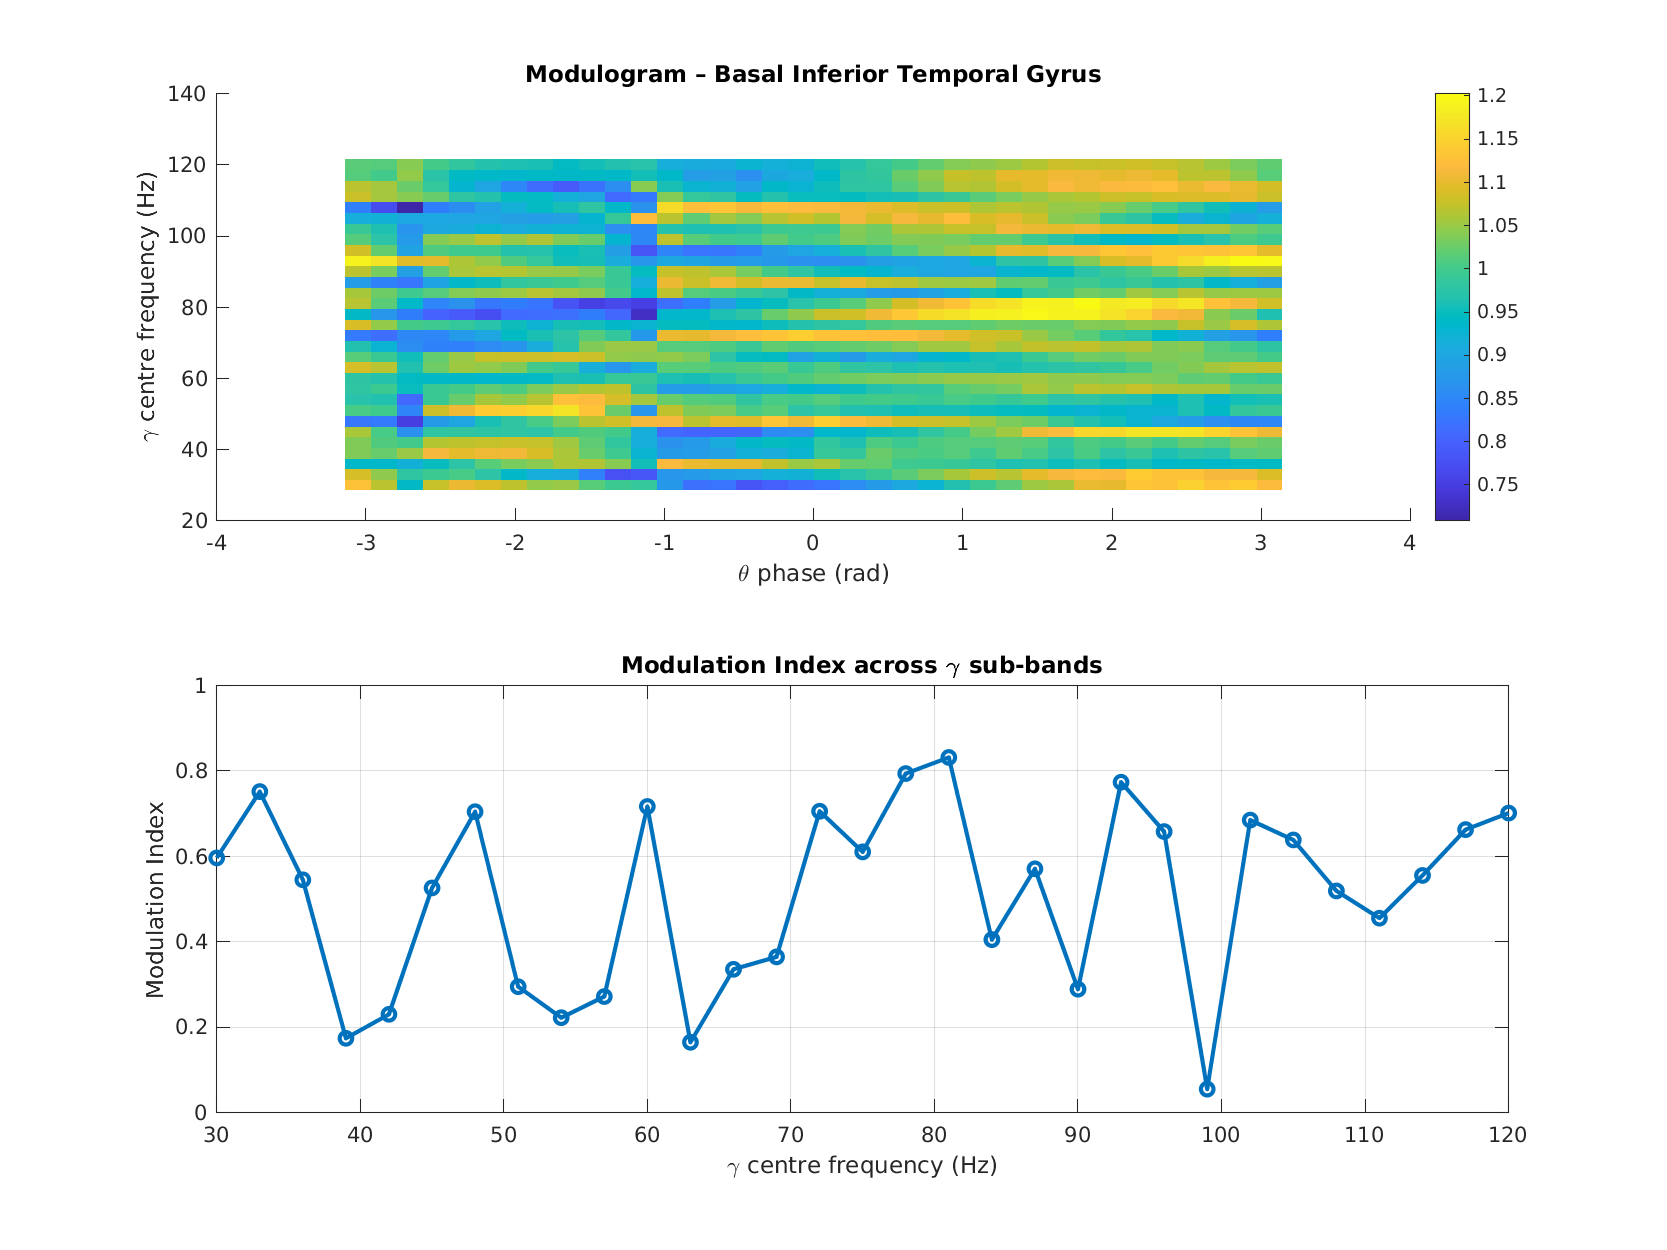 Modulogram – Basal Inferior Temporal Gyrus
140
120
100
80
60
40
20
γ centre frequency (Hz)
-4 -3 -2 -1 0 1 2 3 4
θ phase (rad)
1.2
1.15
1.1
1.05
1
0.95
0.9
0.85
0.8
0.75
Modulation Index across γ sub-bands
1
0.8
0.6
0.4
0.2
0
Modulation Index
30 40 50 60 70 80 90 100 110 120
γ centre frequency (Hz)